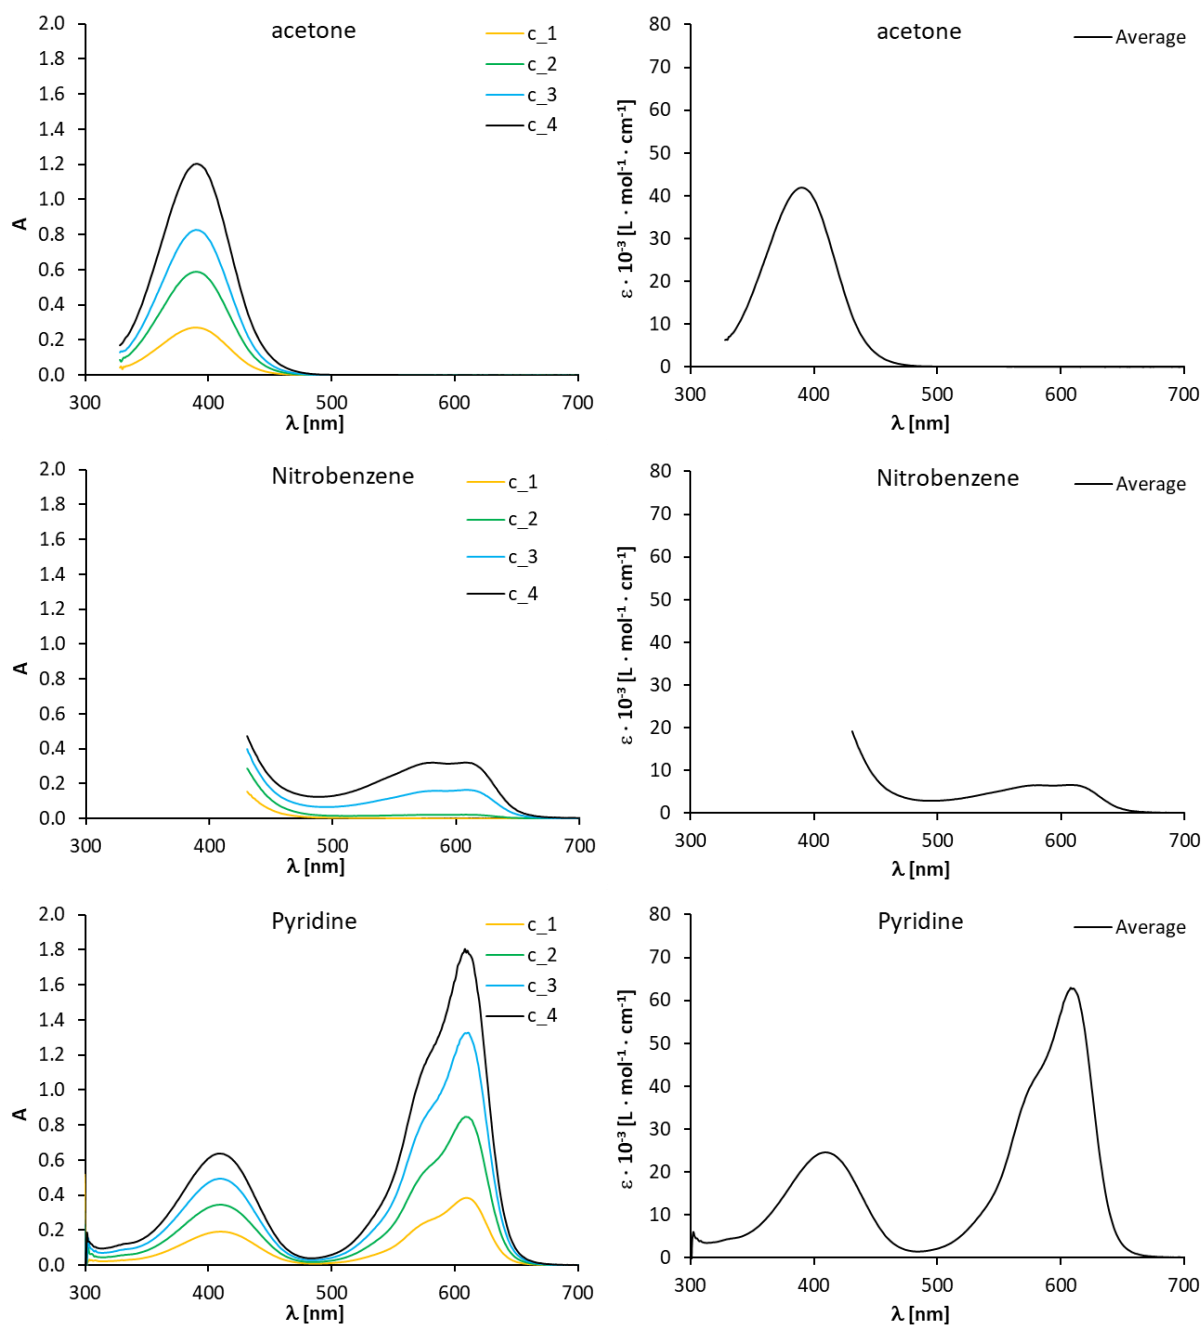 acetone
c_1
c_2
c_3
c_4
2.0
1.8
1.6
1.4
1.2
1.0
0.8
0.6
0.4
0.2
0.0
A
300 400 500 600 700
λ [nm]
acetone
Average
80
70
60
50
40
30
20
10
0
ε · 10⁻³ [L · mol⁻¹ · cm⁻¹]
300 400 500 600 700
λ [nm]
Nitrobenzene
c_1
c_2
c_3
c_4
2.0
1.8
1.6
1.4
1.2
1.0
0.8
0.6
0.4
0.2
0.0
A
300 400 500 600 700
λ [nm]
Nitrobenzene
Average
80
70
60
50
40
30
20
10
0
ε · 10⁻³ [L · mol⁻¹ · cm⁻¹]
300 400 500 600 700
λ [nm]
Pyridine
c_1
c_2
c_3
c_4
2.0
1.8
1.6
1.4
1.2
1.0
0.8
0.6
0.4
0.2
0.0
A
300 400 500 600 700
λ [nm]
Pyridine
Average
80
70
60
50
40
30
20
10
0
ε · 10⁻³ [L · mol⁻¹ · cm⁻¹]
300 400 500 600 700
λ [nm]